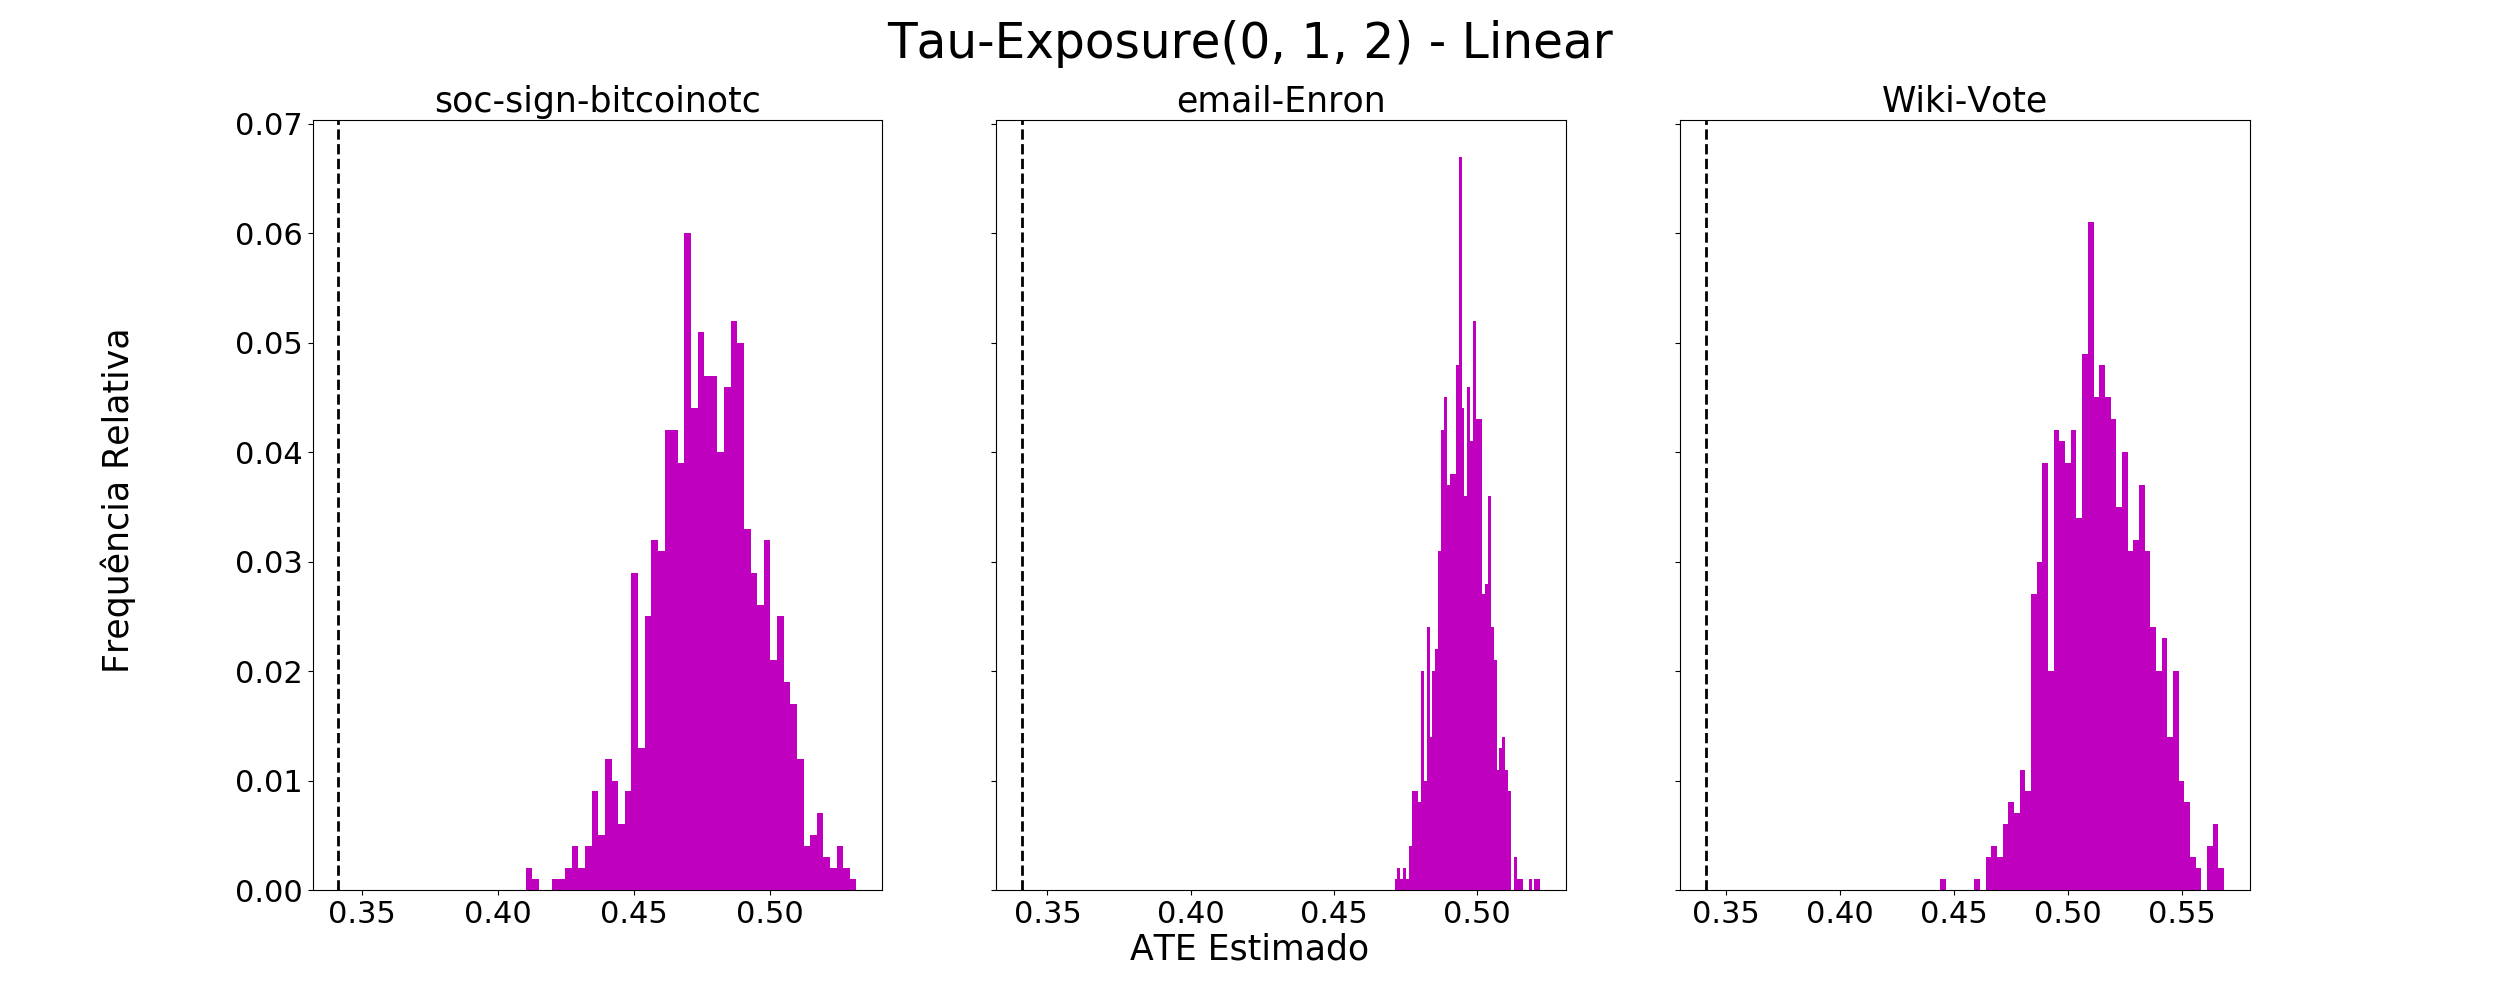 Tau-Exposure(0, 1, 2) - Linear
soc-sign-bitcoinotc
email-Enron
Wiki-Vote
Frequência Relativa
0.07
0.06
0.05
0.04
0.03
0.02
0.01
0.00
0.35 0.40 0.45 0.50
0.35 0.40 0.45 0.50
0.35 0.40 0.45 0.50 0.55
ATE Estimado